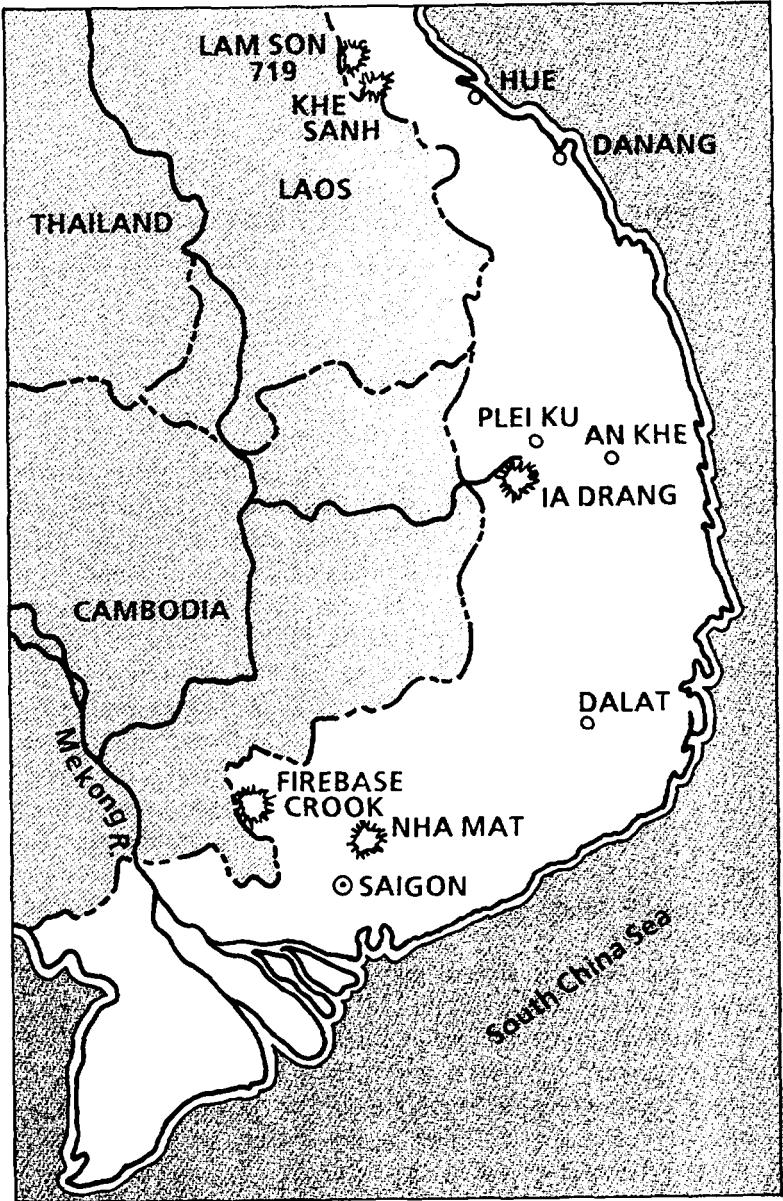 LAM SON
719
KHE
SANH
HUE
DANANG
LAOS
THAILAND
PLEI KU
AN KHE
IA DRANG
CAMBODIA
DALAT
Mekong R.
FIREBASE
CROOK
NHA MAT
SAIGON
South China Sea